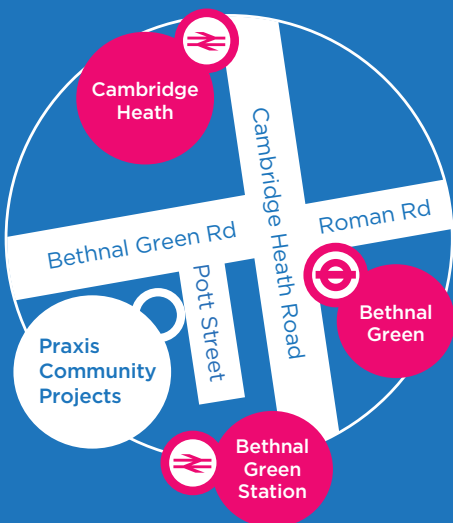 Cambridge
Heath
Cambridge Heath Road
Roman Rd
Bethnal Green Rd
Pott Street
Bethnal
Green
Praxis
Community
Projects
Bethnal
Green
Station